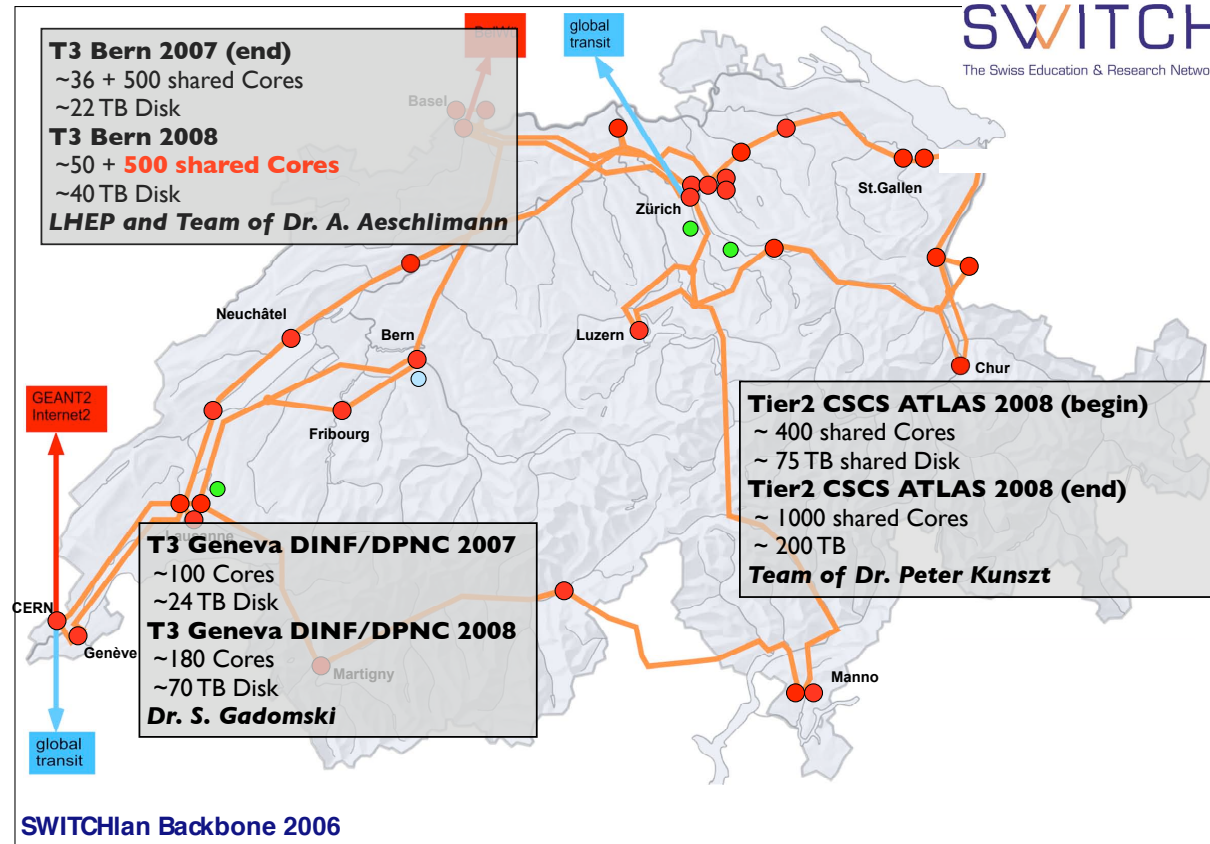 SWITCH
The Swiss Education & Research Netwo
BelWü
global
transit
T3 Bern 2007 (end)
~36 + 500 shared Cores
~22 TB Disk
T3 Bern 2008
~50 + 500 shared Cores
~40 TB Disk
LHEP and Team of Dr. A. Aeschlimann
Basel
Zürich
St.Gallen
Neuchâtel
Bern
Luzern
Chur
GEANT2
Internet2
Fribourg
Tier2 CSCS ATLAS 2008 (begin)
~ 400 shared Cores
~ 75 TB shared Disk
Tier2 CSCS ATLAS 2008 (end)
~ 1000 shared Cores
~ 200 TB
Team of Dr. Peter Kunszt
Lausanne
T3 Geneva DINF/DPNC 2007
~100 Cores
~24 TB Disk
T3 Geneva DINF/DPNC 2008
~180 Cores
~70 TB Disk
Dr. S. Gadomski
CERN
Genève
Martigny
Manno
global
transit
SWITCHlan Backbone 2006